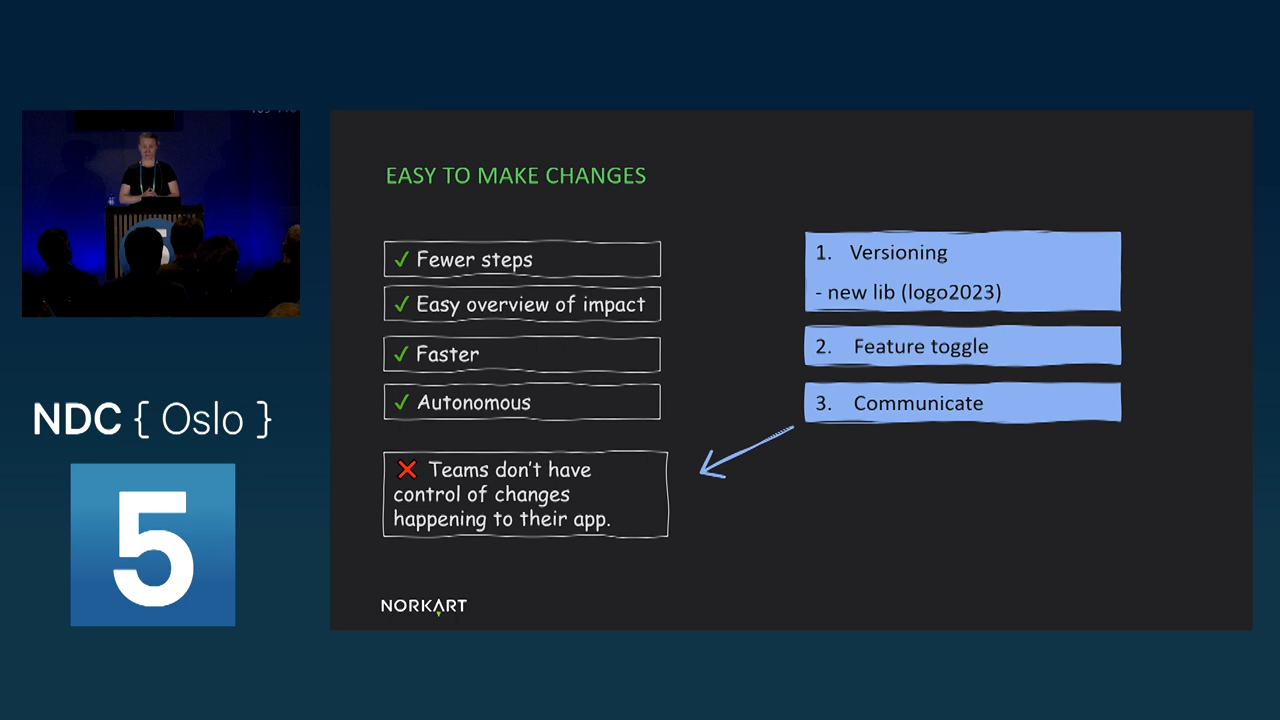 EASY TO MAKE CHANGES
✓ Fewer steps
✓ Easy overview of impact
✓ Faster
✓ Autonomous
❌ Teams don't have
control of changes
happening to their app.
1. Versioning
- new lib (logo2023)
2. Feature toggle
3. Communicate
NORKART
NDC { Oslo }
5
5